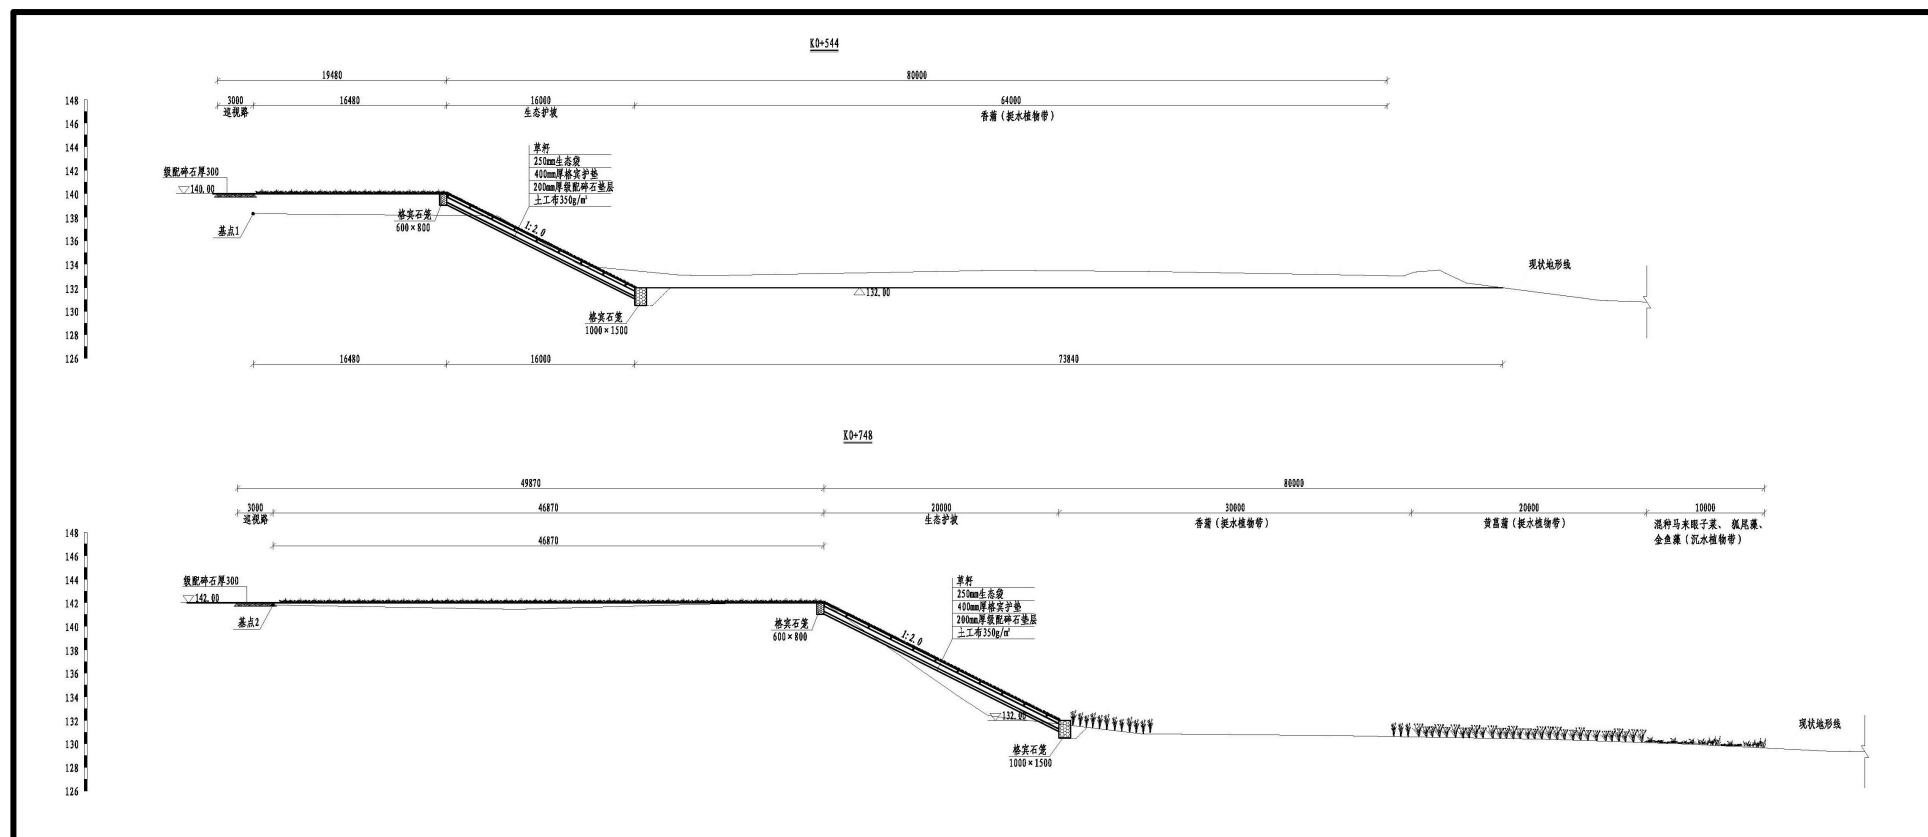 K0+544
19480
80000
3000
16480
16000
64000
巡视路
生态护坡
香蒲（挺水植物带）
148
146
144
142
140
138
136
134
132
130
128
126
草籽
250mm生态袋
400mm厚格宾护垫
200mm厚级配碎石垫层
土工布350g/m²
级配碎石厚300
140.00
基点1
格宾石笼
600×800
1:2.0
格宾石笼
1000×1500
132.00
现状地形线
16480
16000
73840
K0+748
49870
80000
3000
46870
20000
30000
20000
10000
巡视路
生态护坡
香蒲（挺水植物带）
黄菖蒲（挺水植物带）
混种马来眼子菜、 狐尾藻、
金鱼藻（沉水植物带）
46870
148
146
144
142
140
138
136
134
132
130
128
126
级配碎石厚300
142.00
基点2
格宾石笼
600×800
1:2.0
草籽
250mm生态袋
400mm厚格宾护垫
200mm厚级配碎石垫层
土工布350g/m²
132.00
格宾石笼
1000×1500
现状地形线